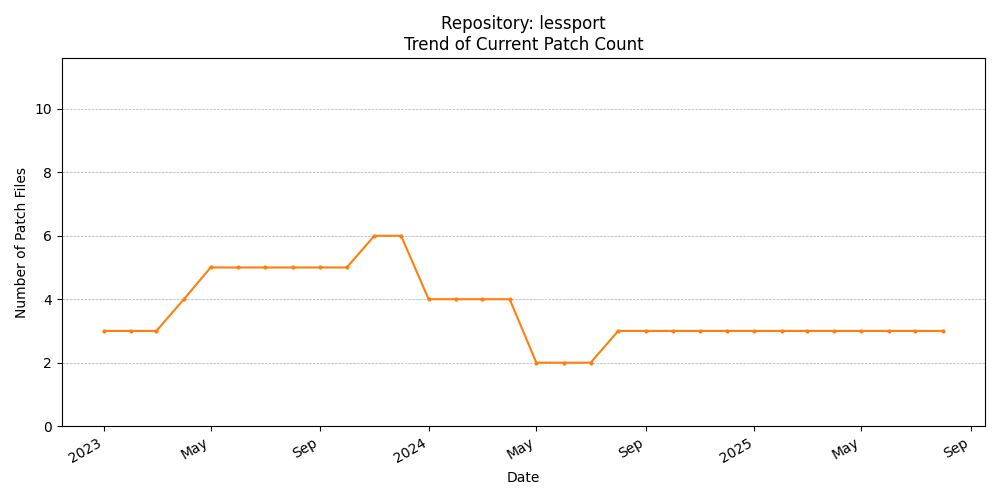 Repository: lessport
Trend of Current Patch Count
10
8
6
4
2
0
Number of Patch Files
2023
May
Sep
2024
May
Sep
2025
May
Sep
Date